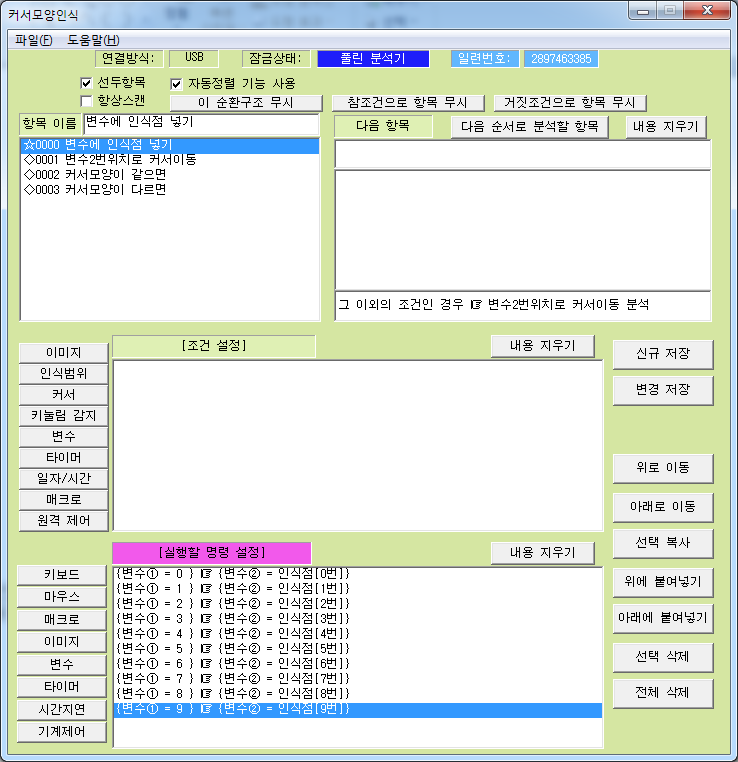 커서모양인식
파일(F) 도움말(H)
연결방식: USB 잠금상태: 풀린 분석기 일련번호: 2897463385
선두항목 자동정렬 기능 사용
항상스캔 이 순환구조 무시 참조건으로 항목 무시 거짓조건으로 항목 무시
항목 이름 변수에 인식점 넣기 다음 항목 다음 순서로 분석할 항목 내용 지우기
☆0000 변수에 인식점 넣기
◇0001 변수2번위치로 커서이동
◇0002 커서모양이 같으면
◇0003 커서모양이 다르면
그 이외의 조건인 경우 ☞ 변수2번위치로 커서이동 분석
[조건 설정] 내용 지우기
이미지
인식범위
커서
키눌림 감지
변수
타이머
일자/시간
매크로
원격 제어
신규 저장
변경 저장
위로 이동
아래로 이동
선택 복사
위에 붙여넣기
아래에 붙여넣기
선택 삭제
전체 삭제
[실행할 명령 설정] 내용 지우기
키보드
마우스
매크로
이미지
변수
타이머
시간지연
기계제어
{변수① = 0 } ☞ {변수② = 인식점[0번]}
{변수① = 1 } ☞ {변수② = 인식점[1번]}
{변수① = 2 } ☞ {변수② = 인식점[2번]}
{변수① = 3 } ☞ {변수② = 인식점[3번]}
{변수① = 4 } ☞ {변수② = 인식점[4번]}
{변수① = 5 } ☞ {변수② = 인식점[5번]}
{변수① = 6 } ☞ {변수② = 인식점[6번]}
{변수① = 7 } ☞ {변수② = 인식점[7번]}
{변수① = 8 } ☞ {변수② = 인식점[8번]}
{변수① = 9 } ☞ {변수② = 인식점[9번]}